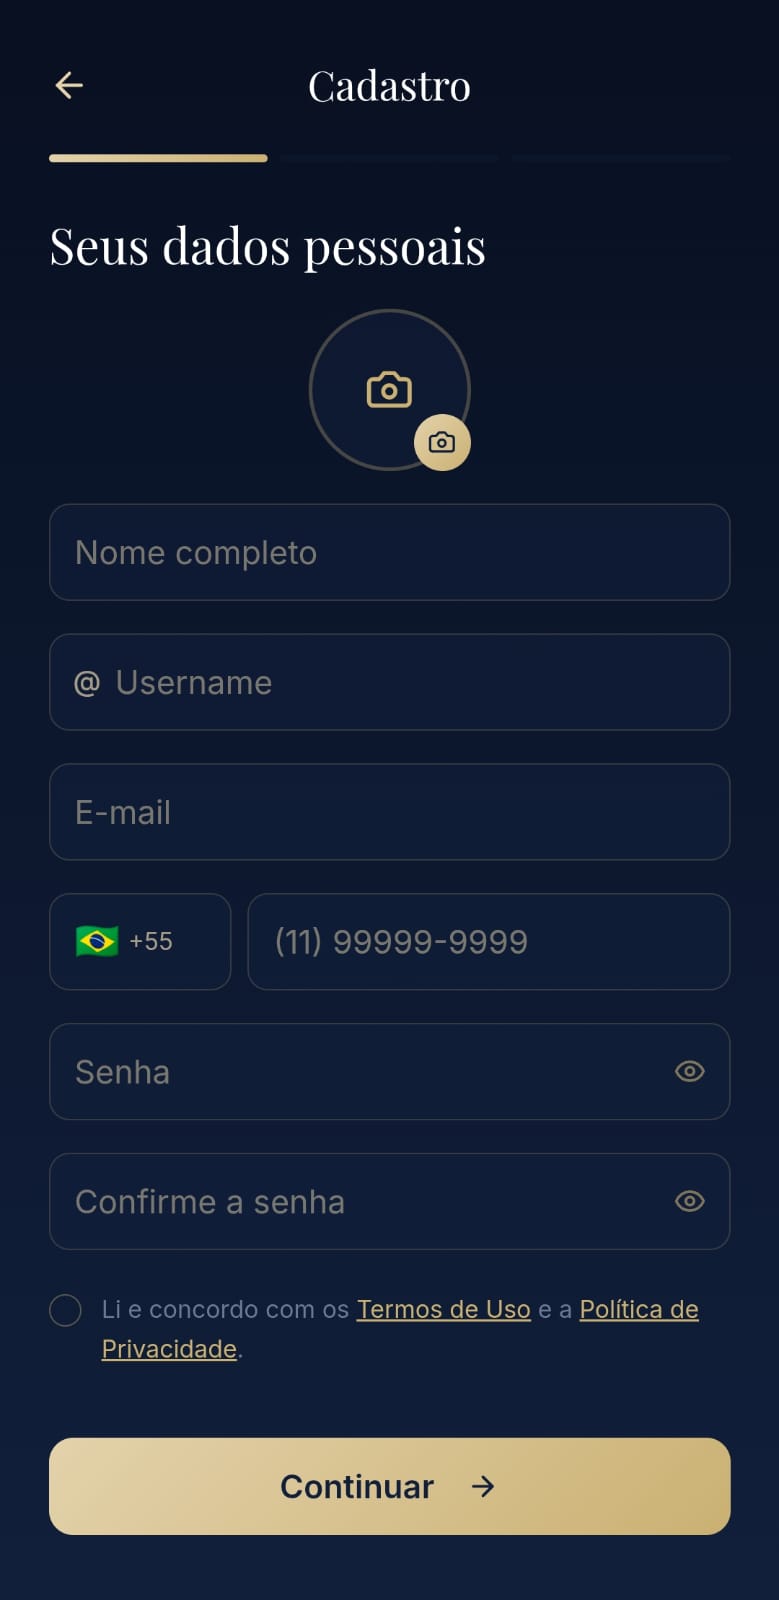 Cadastro
Seus dados pessoais
Nome completo
@ Username
E-mail
+55 (11) 99999-9999
Senha
Confirme a senha
Li e concordo com os Termos de Uso e a Política de
Privacidade.
Continuar